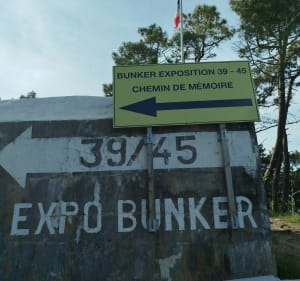 BUNKER EXPOSITION 39 - 45
CHEMIN DE MÉMOIRE
39/45
EXPO BUNKER